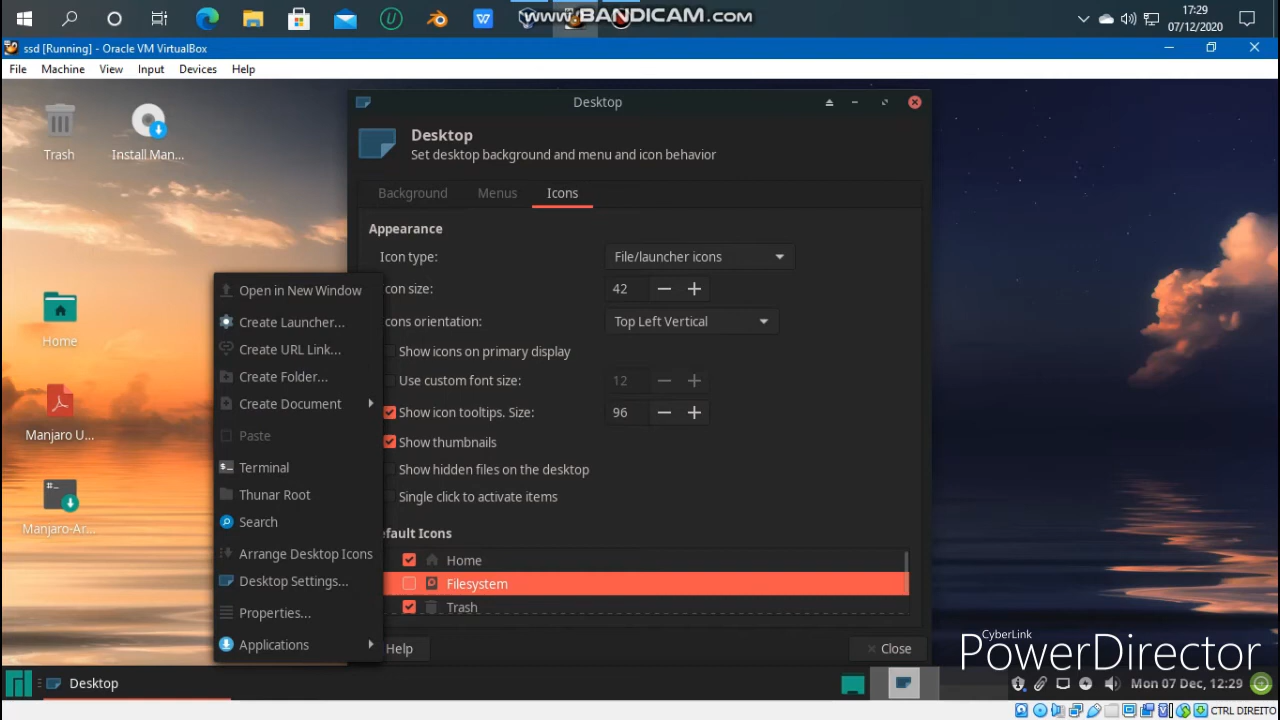 www.BANDICAM.com
17:29
07/12/2020
ssd [Running] - Oracle VM VirtualBox
File Machine View Input Devices Help
Desktop
Trash
Install Man...
Desktop
Set desktop background and menu and icon behavior
Background Menus Icons
Appearance
Icon type: File/launcher icons
con size: 42
cons orientation: Top Left Vertical
Show icons on primary display
Use custom font size: 12
Show icon tooltips. Size: 96
Show thumbnails
Show hidden files on the desktop
Single click to activate items
efault Icons
Home
Filesystem
Trash
Help
Close
Home
Manjaro U...
Manjaro-Ar...
Open in New Window
Create Launcher...
Create URL Link...
Create Folder...
Create Document
Paste
Terminal
Thunar Root
Search
Arrange Desktop Icons
Desktop Settings...
Properties...
Applications
CyberLink
PowerDirector
Desktop
Mon 07 Dec, 12:29
CTRL DIREITO